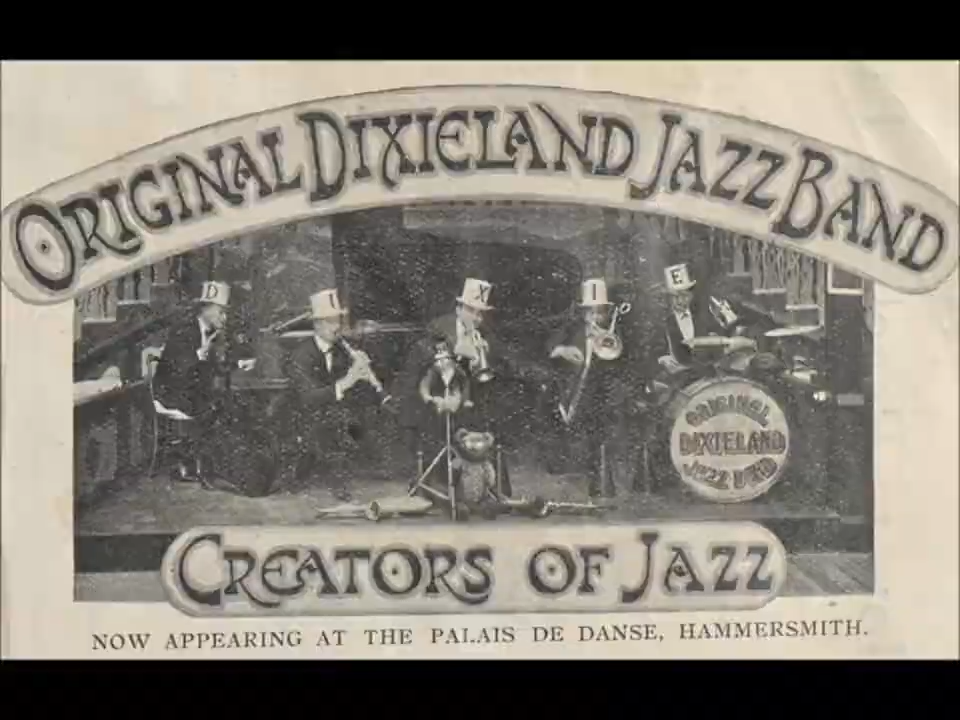 ORIGINAL DIXIELAND JAZZ BAND
D I X I E
ORIGINAL
DIXIELAND
JAZZ BAND
CREATORS OF JAZZ
NOW APPEARING AT THE PALAIS DE DANSE, HAMMERSMITH.